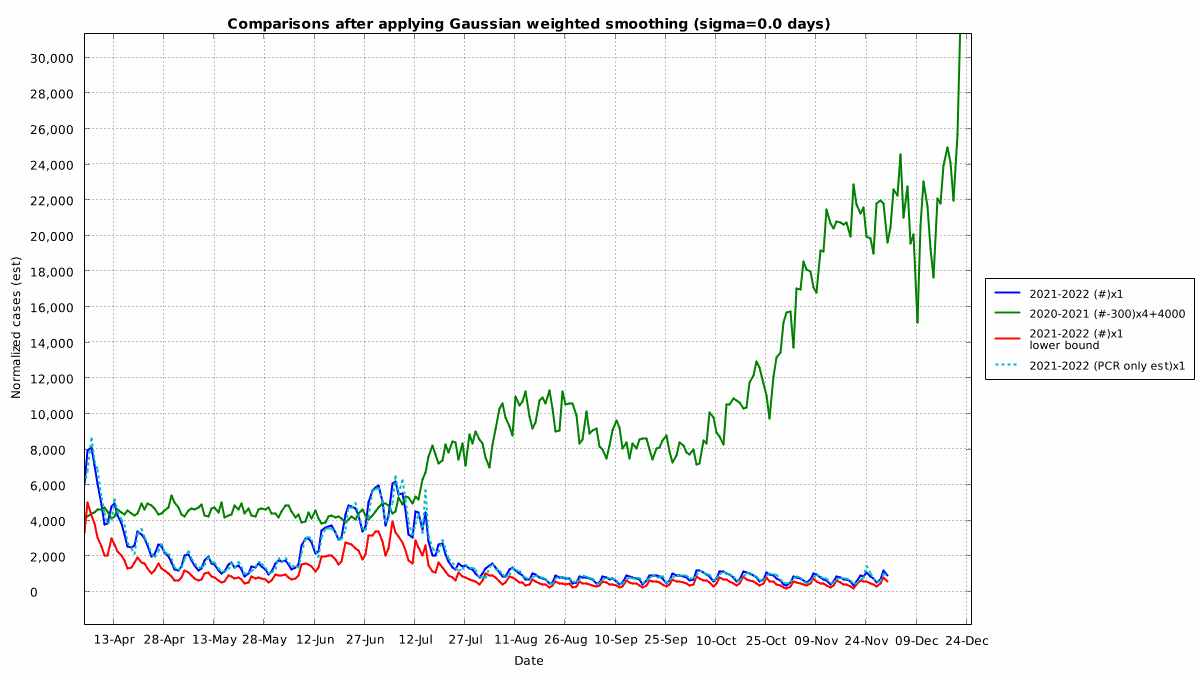 Comparisons after applying Gaussian weighted smoothing (sigma=0.0 days)
30,000
28,000
26,000
24,000
22,000
20,000
18,000
16,000
14,000
12,000
10,000
8,000
6,000
4,000
2,000
0
Normalized cases (est)
13-Apr 28-Apr 13-May 28-May 12-Jun 27-Jun 12-Jul 27-Jul 11-Aug 26-Aug 10-Sep 25-Sep 10-Oct 25-Oct 09-Nov 24-Nov 09-Dec 24-Dec
Date
2021-2022 (#)x1
2020-2021 (#-300)x4+4000
2021-2022 (#)x1
lower bound
2021-2022 (PCR only est)x1